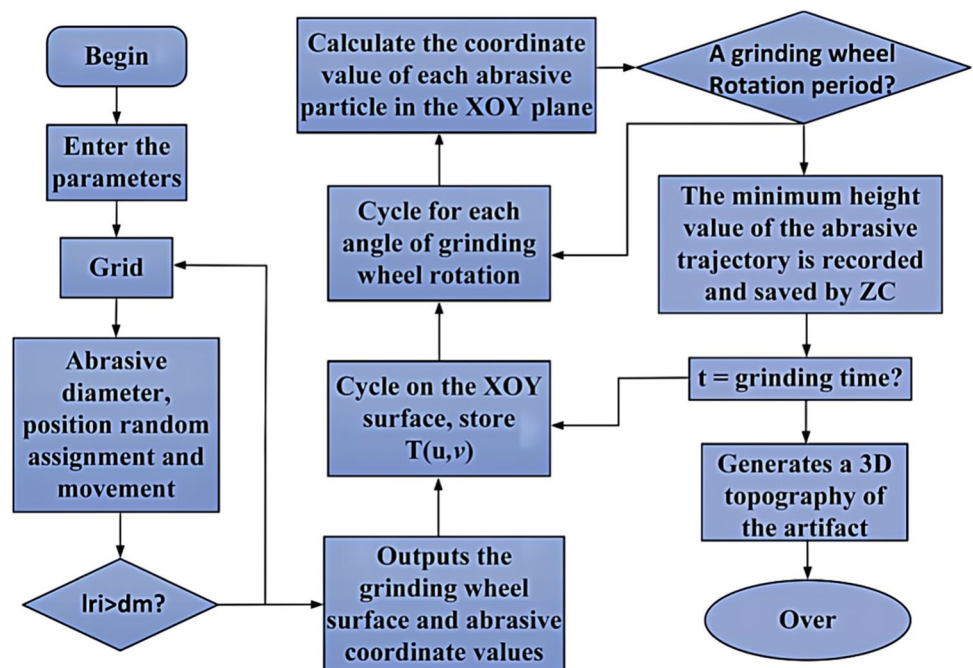 Begin
Enter the
parameters
Grid
Abrasive
diameter,
position random
assignment and
movement
lri>dm?
Outputs the
grinding wheel
surface and abrasive
coordinate values
Cycle on the XOY
surface, store
T(u,v)
Cycle for each
angle of grinding
wheel rotation
Calculate the coordinate
value of each abrasive
particle in the XOY plane
A grinding wheel
Rotation period?
The minimum height
value of the abrasive
trajectory is recorded
and saved by ZC
t = grinding time?
Generates a 3D
topography of
the artifact
Over